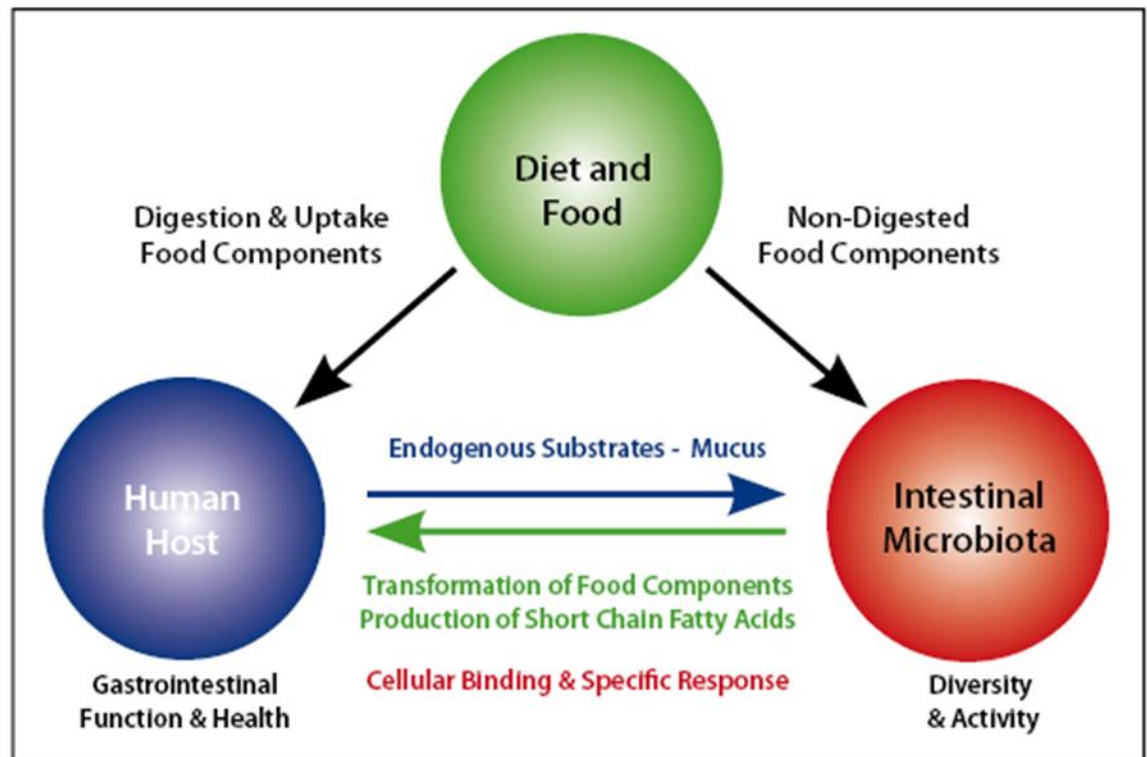 Diet and
Food
Digestion & Uptake
Food Components
Non-Digested
Food Components
Human
Host
Endogenous Substrates - Mucus
Intestinal
Microbiota
Transformation of Food Components
Production of Short Chain Fatty Acids
Cellular Binding & Specific Response
Gastrointestinal
Function & Health
Diversity
& Activity